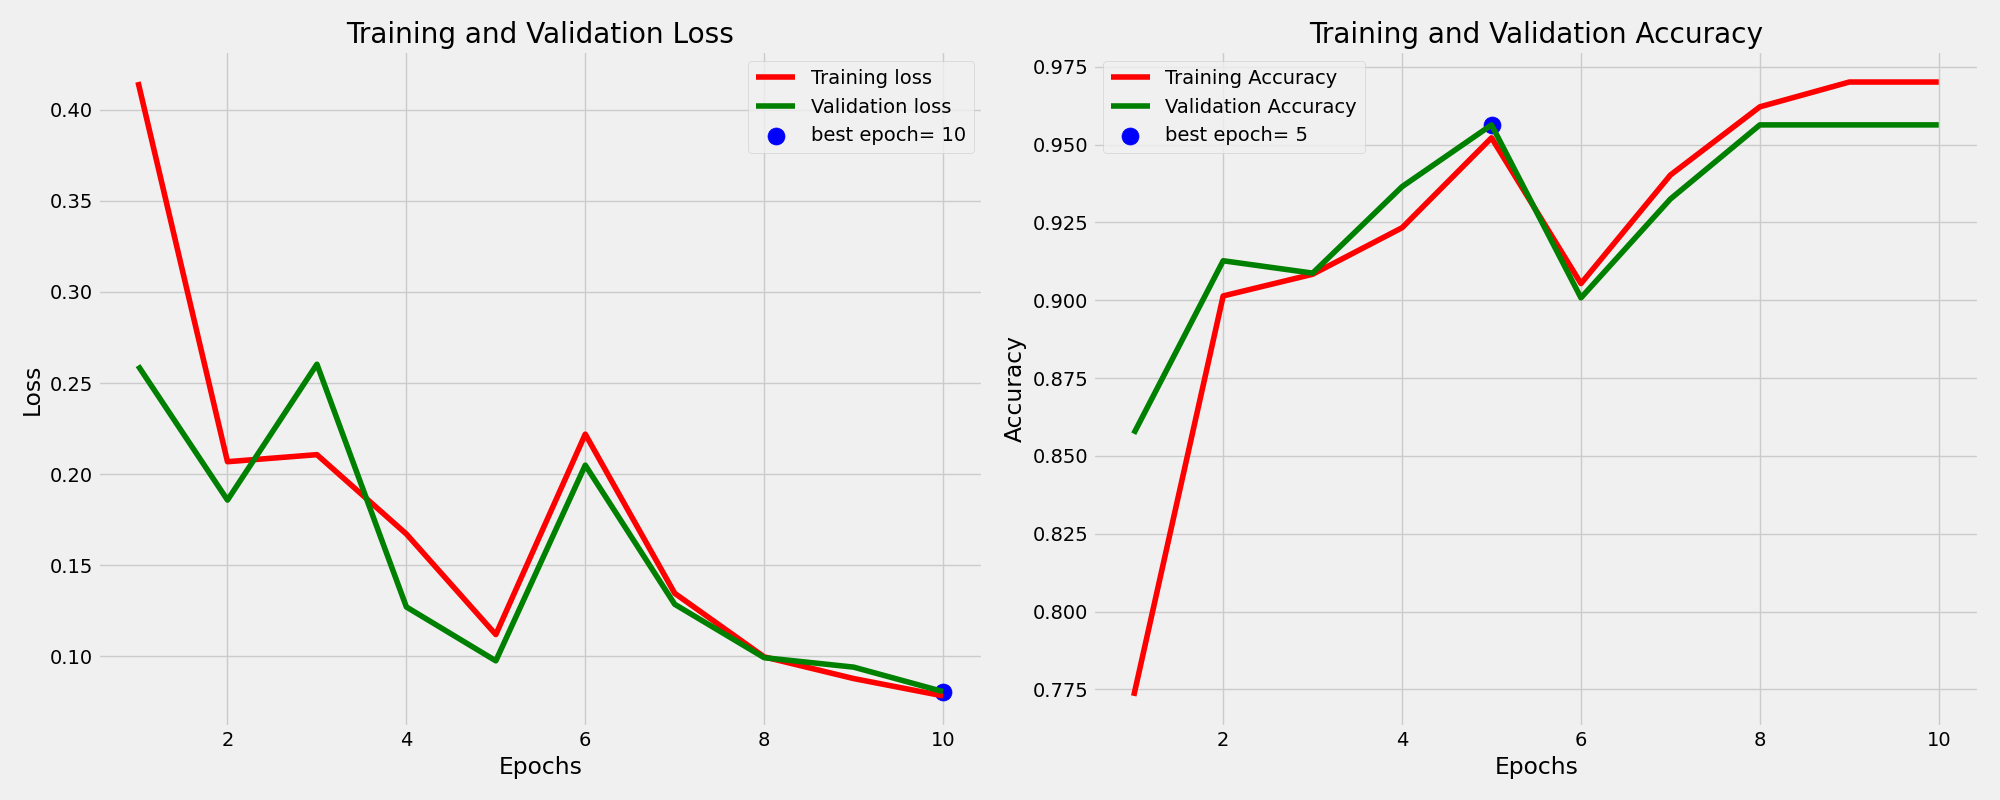 Training and Validation Loss
Training loss
Validation loss
best epoch= 10
0.40
0.35
0.30
0.25
0.20
0.15
0.10
Loss
2 4 6 8 10
Epochs
Training and Validation Accuracy
Training Accuracy
Validation Accuracy
best epoch= 5
0.975
0.950
0.925
0.900
0.875
0.850
0.825
0.800
0.775
Accuracy
2 4 6 8 10
Epochs